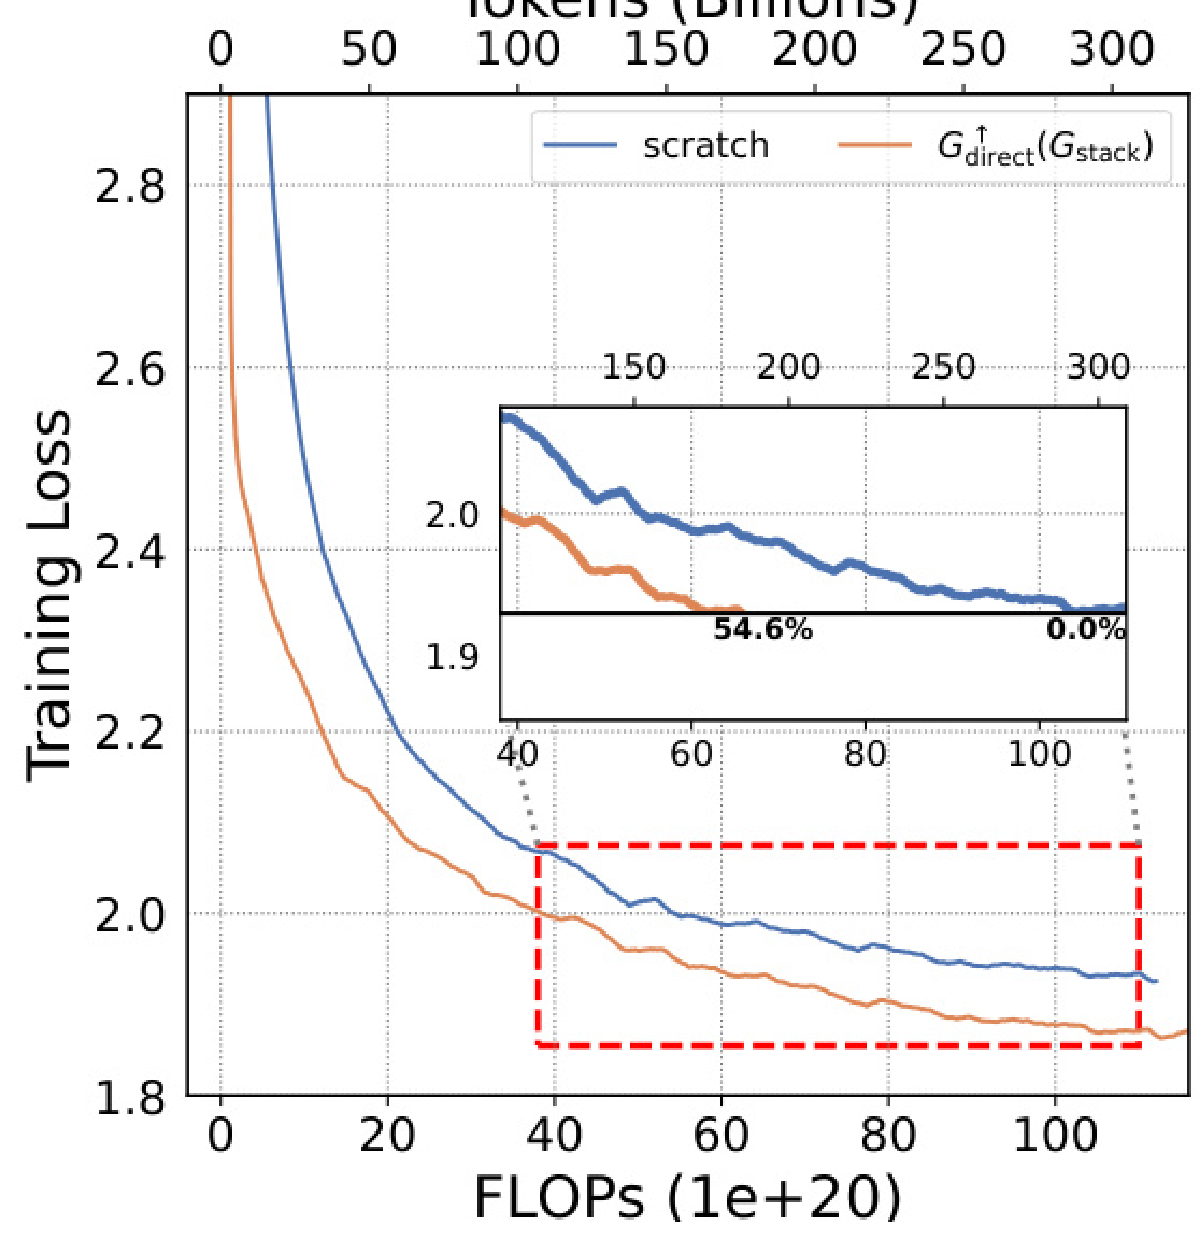 Tokens (Billions)
0 50 100 150 200 250 300
scratch G↑direct(Gstack)
2.8
2.6
2.4
2.2
2.0
1.8
Training Loss
150 200 250 300
2.0
1.9
54.6% 0.0%
40 60 80 100
0 20 40 60 80 100
FLOPs (1e+20)